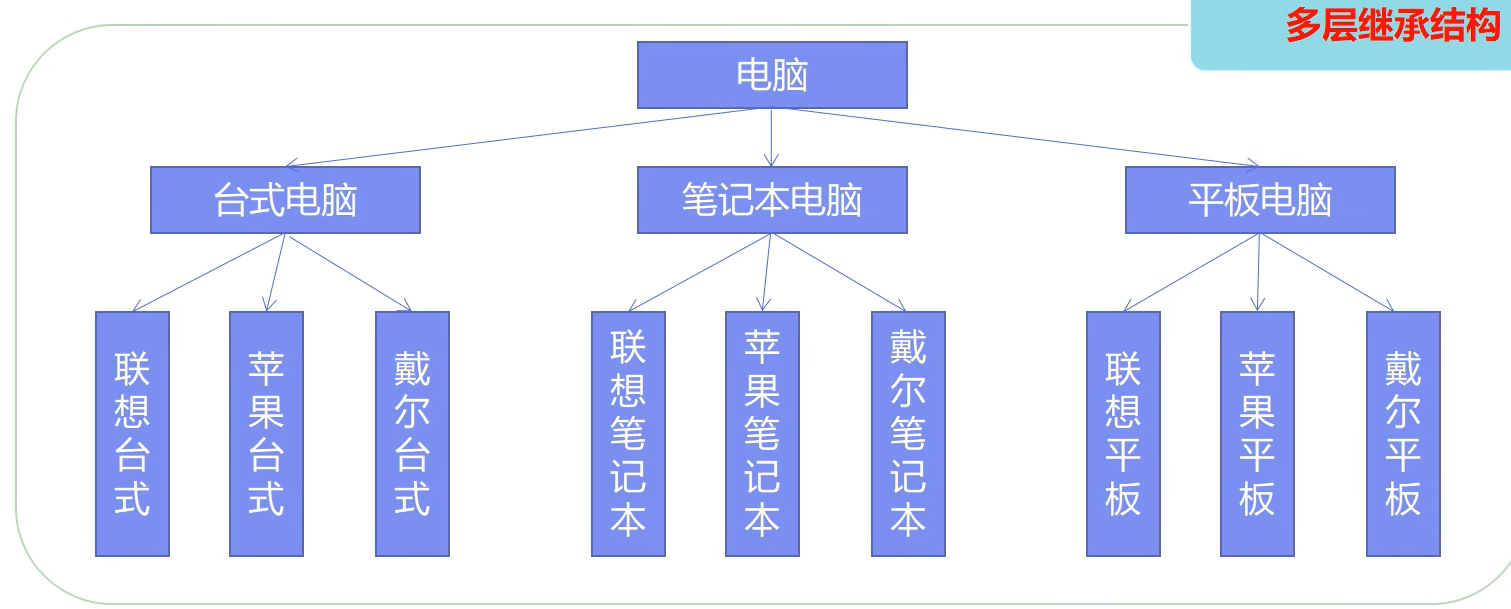 多层继承结构
电脑
台式电脑
笔记本电脑
平板电脑
联想台式
苹果台式
戴尔台式
联想笔记本
苹果笔记本
戴尔笔记本
联想平板
苹果平板
戴尔平板